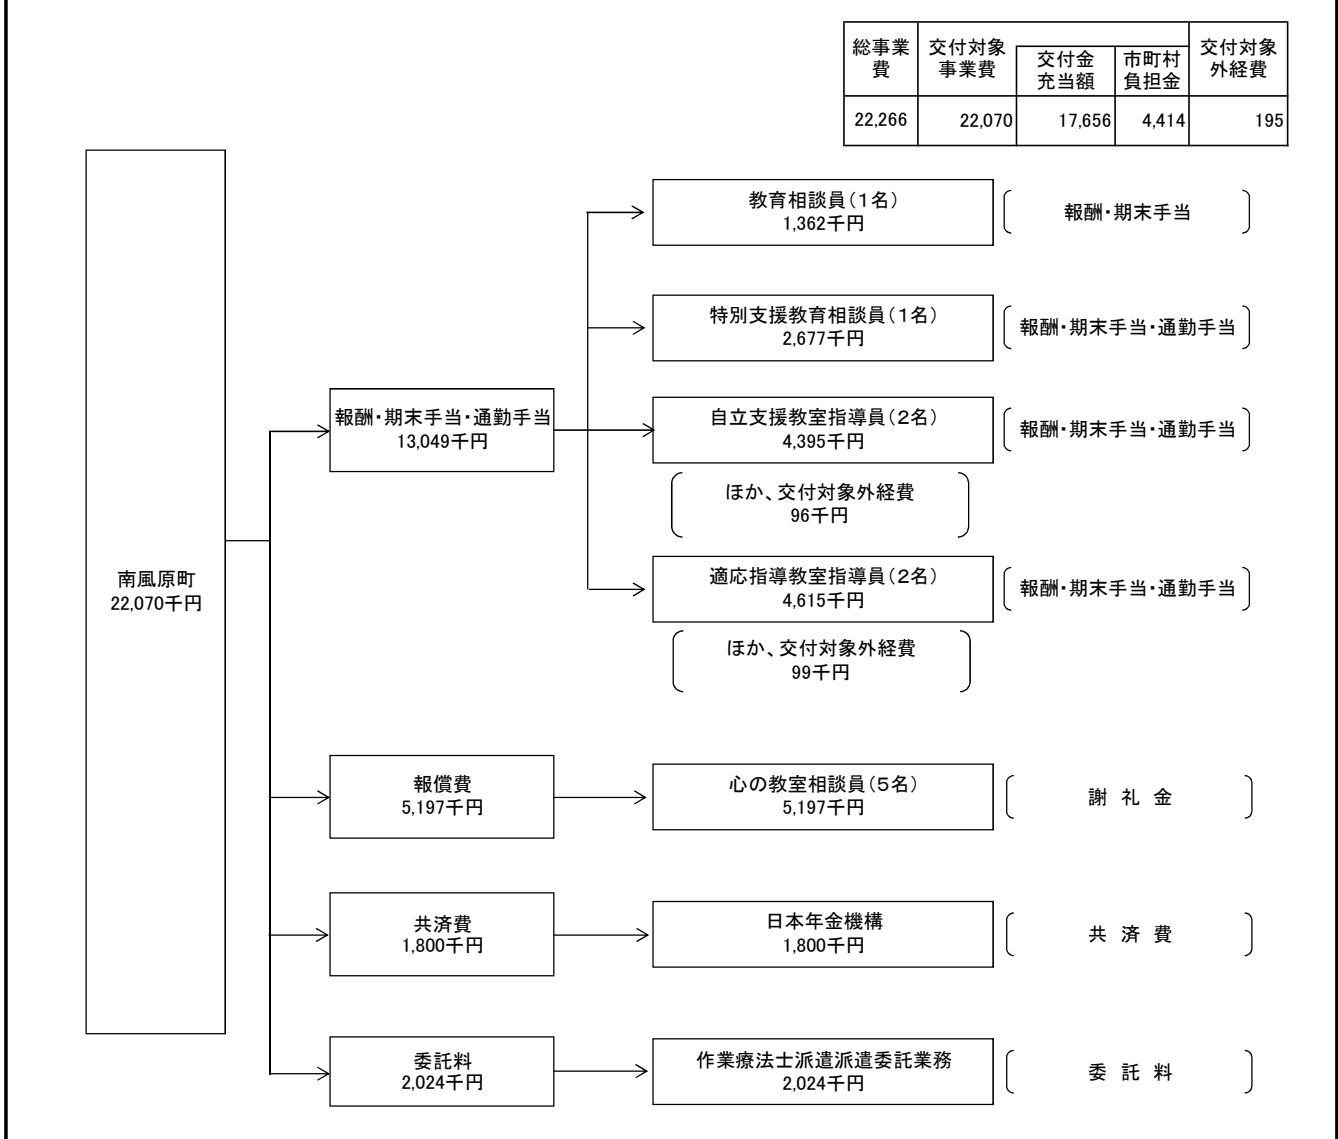 総事業
費
交付対象
事業費
交付金
充当額
市町村
負担金
交付対象
外経費
22,266
22,070
17,656
4,414
195
南風原町
22,070千円
報酬・期末手当・通勤手当
13,049千円
教育相談員(１名)
1,362千円
報酬・期末手当
特別支援教育相談員(１名)
2,677千円
報酬・期末手当・通勤手当
自立支援教室指導員(２名)
4,395千円
報酬・期末手当・通勤手当
ほか、交付対象外経費
96千円
適応指導教室指導員(２名)
4,615千円
報酬・期末手当・通勤手当
ほか、交付対象外経費
99千円
報償費
5,197千円
心の教室相談員(５名)
5,197千円
謝 礼 金
共済費
1,800千円
日本年金機構
1,800千円
共 済 費
委託料
2,024千円
作業療法士派遣派遣委託業務
2,024千円
委 託 料